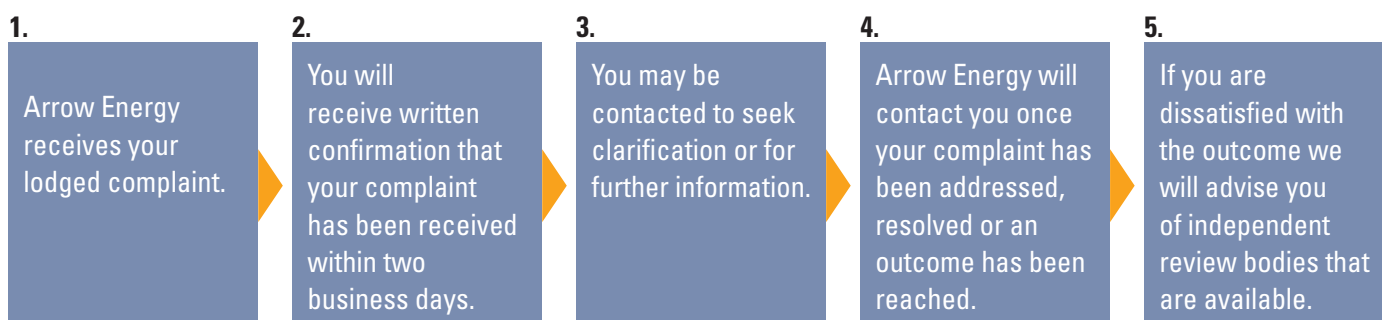 1.
Arrow Energy
receives your
lodged complaint.
2.
You will
receive written
confirmation that
your complaint
has been received
within two
business days.
3.
You may be
contacted to seek
clarification or for
further information.
4.
Arrow Energy will
contact you once
your complaint has
been addressed,
resolved or an
outcome has been
reached.
5.
If you are
dissatisfied with
the outcome we
will advise you
of independent
review bodies that
are available.